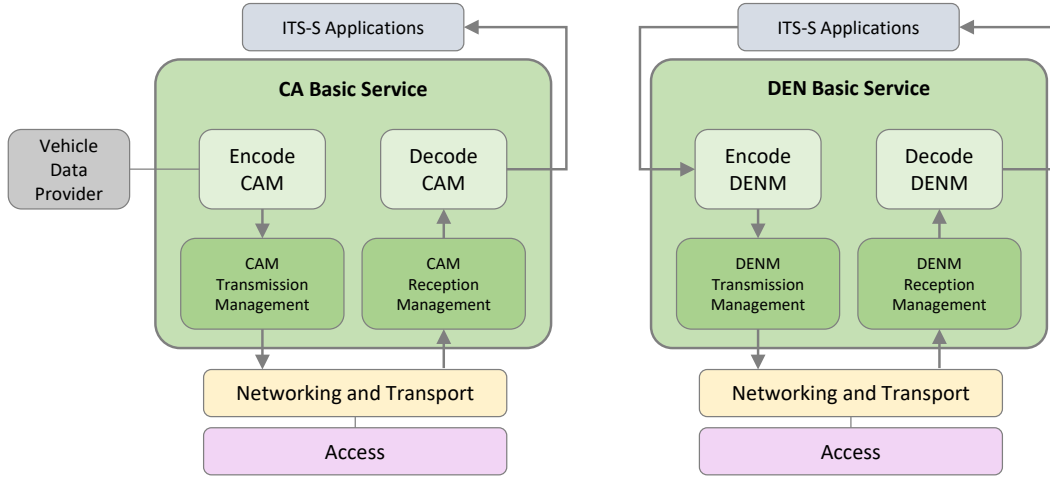 ITS-S Applications
CA Basic Service
Vehicle
Data
Provider
Encode
CAM
Decode
CAM
CAM
Transmission
Management
CAM
Reception
Management
Networking and Transport
Access
ITS-S Applications
DEN Basic Service
Encode
DENM
Decode
DENM
DENM
Transmission
Management
DENM
Reception
Management
Networking and Transport
Access